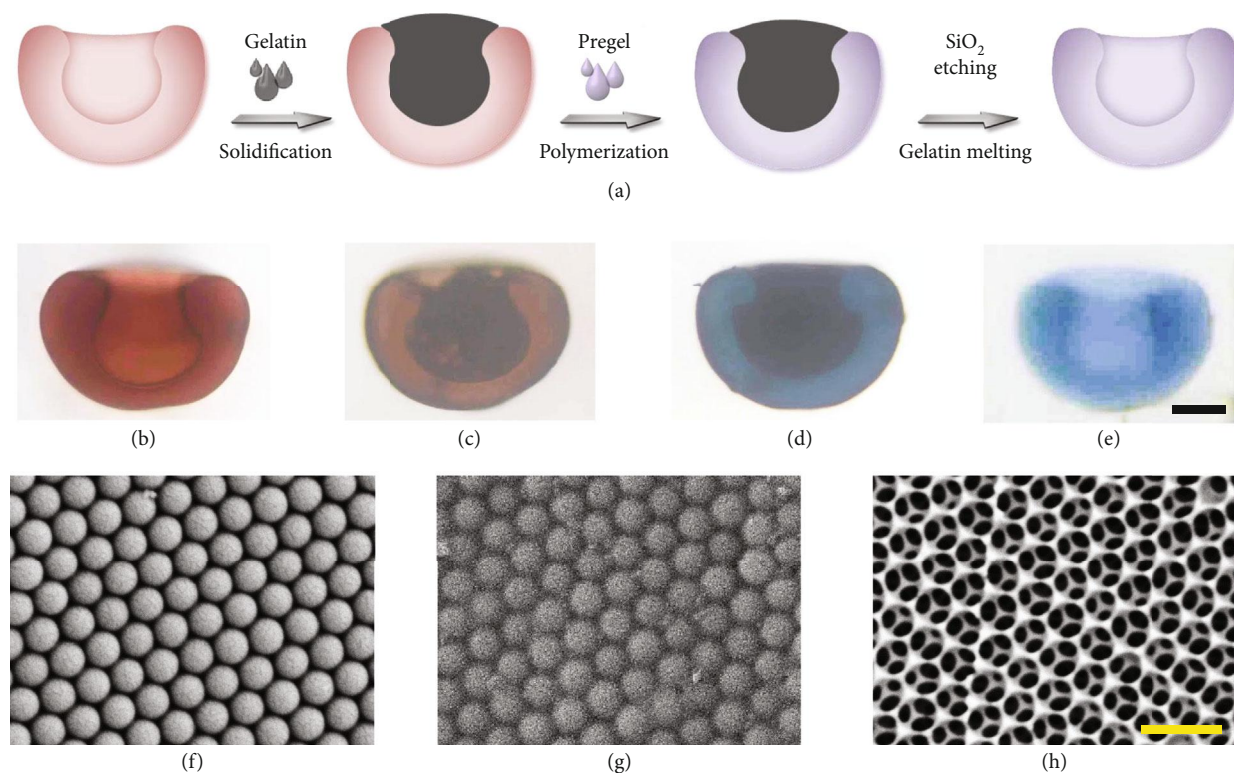 Gelatin
Solidification
Pregel
Polymerization
SiO₂
etching
Gelatin melting
(a)
(b)
(c)
(d)
(e)
(f)
(g)
(h)